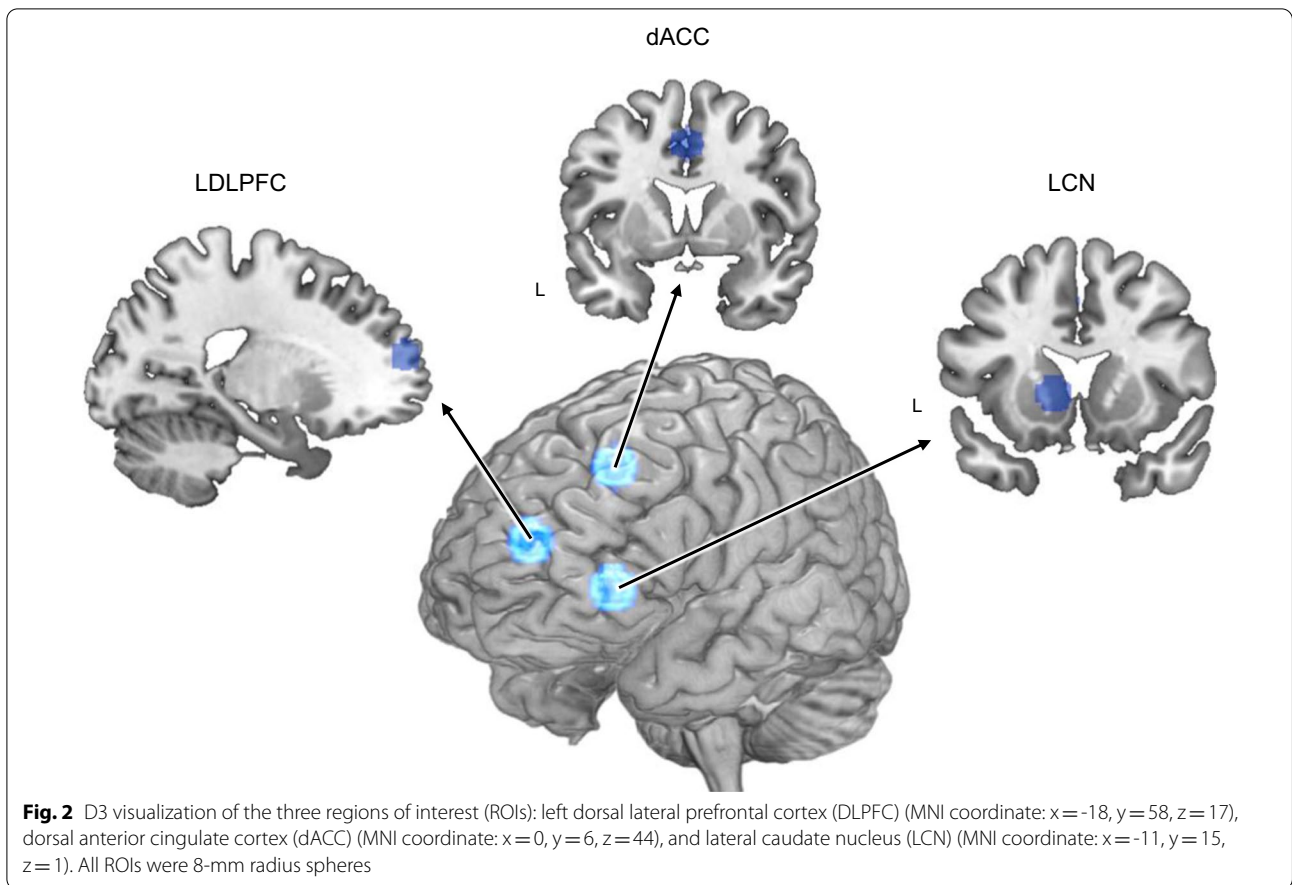 dACC
LDLPFC
LCN
L
L
Fig. 2 D3 visualization of the three regions of interest (ROIs): left dorsal lateral prefrontal cortex (DLPFC) (MNI coordinate: x = -18, y = 58, z = 17),
dorsal anterior cingulate cortex (dACC) (MNI coordinate: x = 0, y = 6, z = 44), and lateral caudate nucleus (LCN) (MNI coordinate: x = -11, y = 15,
z = 1). All ROIs were 8-mm radius spheres